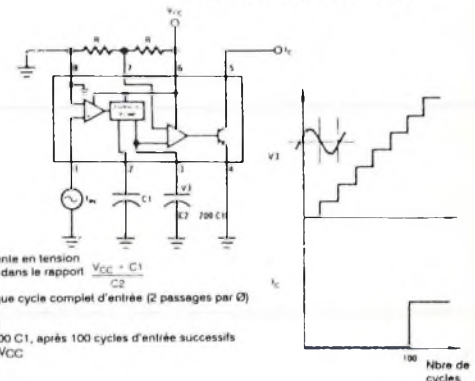 VCC
R
R
IC
8
7
6
5
1
2
3
4
C1
V3
C2
200 C1
V3
IC
100
Nbre de
cycles
nte en tension
dans le rapport VCC · C1
C2
que cycle complet d'entrée (2 passages par Ø)
00 C1, après 100 cycles d'entrée successifs
VCC